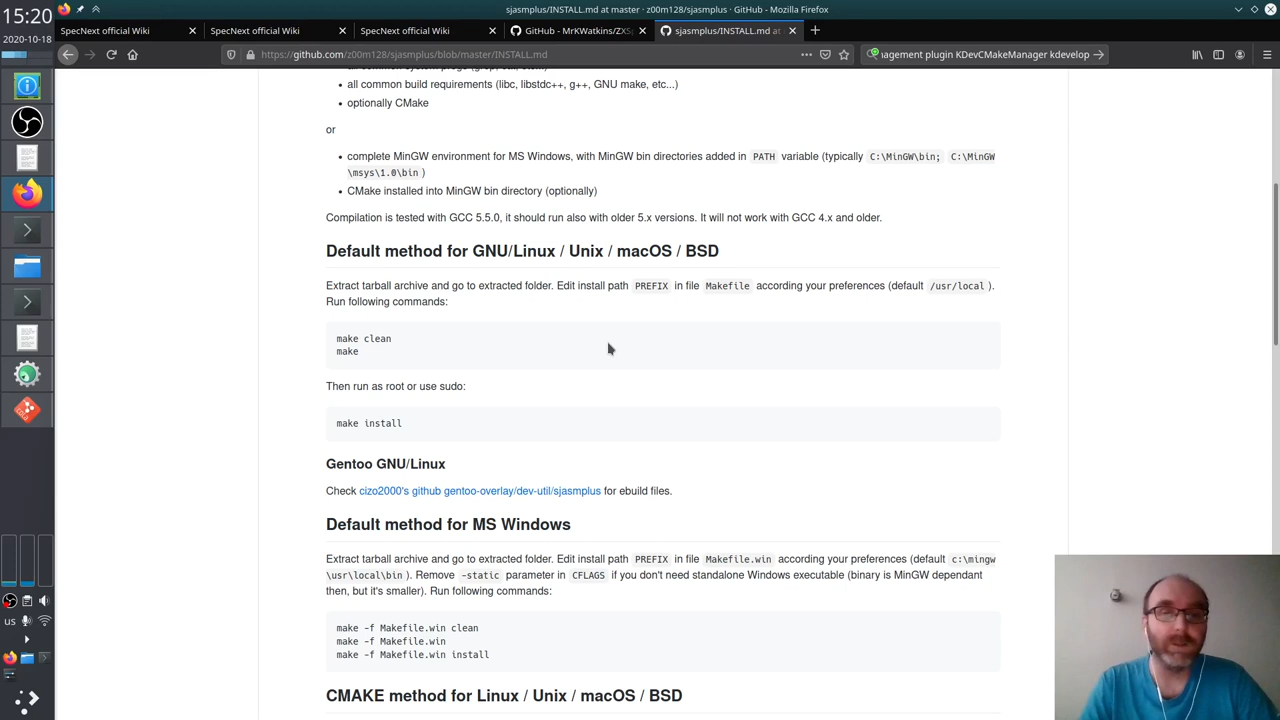 15:20
sjasmplus/INSTALL.md at master · z00m128/sjasmplus · GitHub - Mozilla Firefox
2020-10-18
SpecNext official Wiki
SpecNext official Wiki
SpecNext official Wiki
GitHub - MrKWatkins/ZXSp
sjasmplus/INSTALL.md at
https://github.com/z00m128/sjasmplus/blob/master/INSTALL.md
agement plugin KDevCMakeManager kdevelop
all common build requirements (libc, libstdc++, g++, GNU make, etc...)
optionally CMake
or
complete MinGW environment for MS Windows, with MinGW bin directories added in PATH variable (typically C:\MinGW\bin; C:\MinGW
\msys\1.0\bin )
CMake installed into MinGW bin directory (optionally)
Compilation is tested with GCC 5.5.0, it should run also with older 5.x versions. It will not work with GCC 4.x and older.
Default method for GNU/Linux / Unix / macOS / BSD
Extract tarball archive and go to extracted folder. Edit install path PREFIX in file Makefile according your preferences (default /usr/local ).
Run following commands:
make clean
make
Then run as root or use sudo:
make install
Gentoo GNU/Linux
Check cizo2000's github gentoo-overlay/dev-util/sjasmplus for ebuild files.
Default method for MS Windows
Extract tarball archive and go to extracted folder. Edit install path PREFIX in file Makefile.win according your preferences (default c:\mingw
\usr\local\bin ). Remove -static parameter in CFLAGS if you don't need standalone Windows executable (binary is MinGW dependant
then, but it's smaller). Run following commands:
make -f Makefile.win clean
make -f Makefile.win
make -f Makefile.win install
CMAKE method for Linux / Unix / macOS / BSD
us